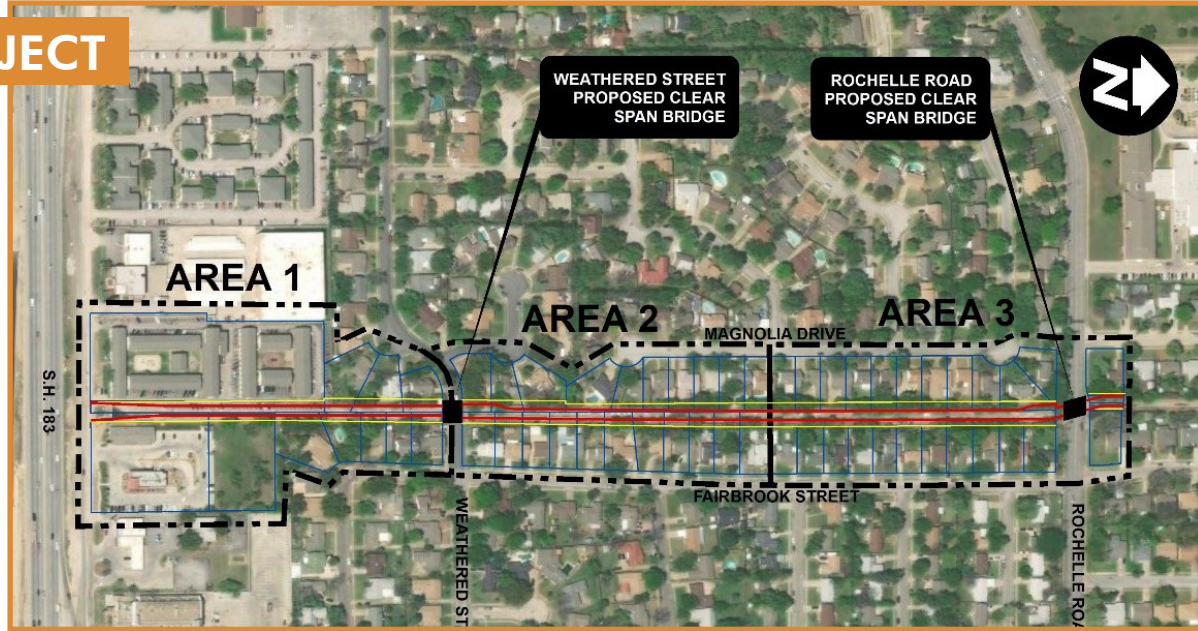 JECT
WEATHERED STREET
PROPOSED CLEAR
SPAN BRIDGE
ROCHELLE ROAD
PROPOSED CLEAR
SPAN BRIDGE
N
AREA 1
AREA 2
AREA 3
MAGNOLIA DRIVE
S.H. 183
FAIRBROOK STREET
WEATHERED ST
ROCHELLE ROA